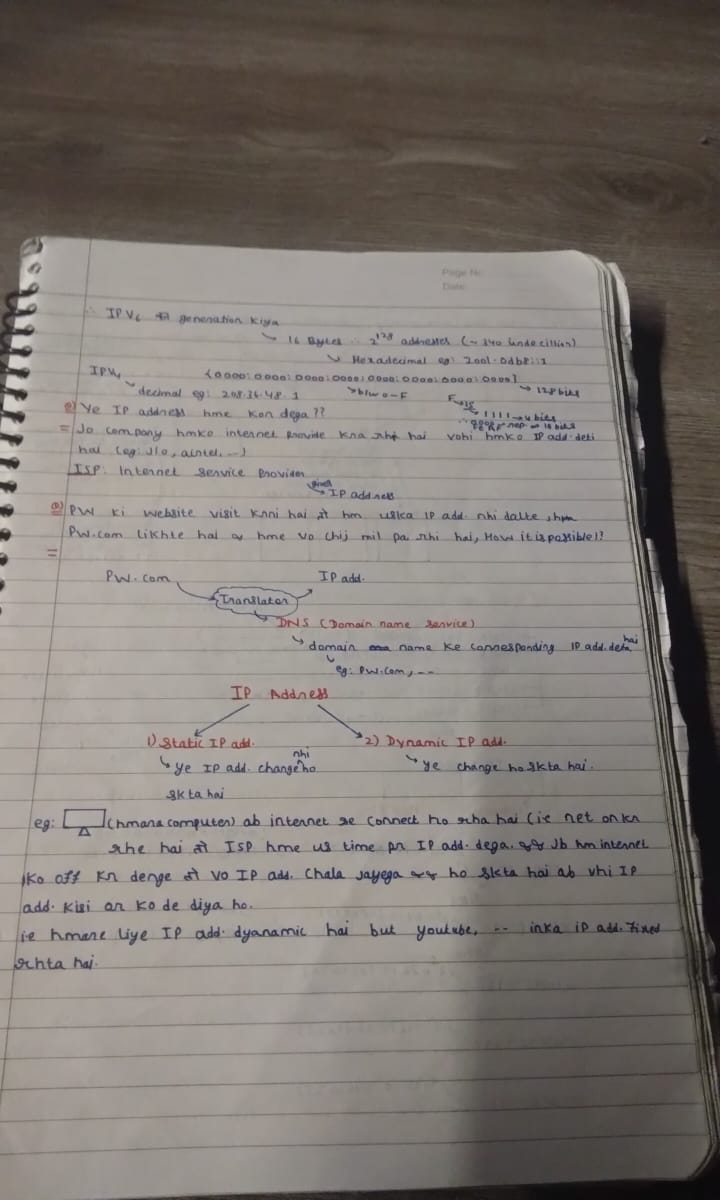 Page No.
Date:
∴ IPV6 का generation kiya
↳ 16 Bytes ∴ 2^128 addresses (~340 undecillion)
↳ Hexadecimal eg: 2001:0db8::1
IPV4 {0000:0000:0000:0000:0000:0000:0000:0000}
↳ decimal eg: 208.36.48.1 ↳ b/w 0-F → 128 bits
F→15
↳ 1111→4 bits
→ 16 bits
Q) Ye IP address hme kon dega??
= Jo company hmko internet provide kra rhi hai vohi hmko IP add. deti
hai (eg: Jio, airtel, --)
ISP: Internet Service Provider
gives
↳ IP address
Q) PW ki website visit krni hai तो hm uska IP add. nhi dalte, hm
PW.com likhte hai & hme vo chij mil pa rhi hai, How it is possible!?
=
PW.com IP add.
Translator
↳ DNS (Domain name service)
↳ domain name ke corresponding IP add. deta hai
↳ eg: PW.com, --
IP Address
1) Static IP add. 2) Dynamic IP add.
↳ Ye IP add. change nhi ho ↳ Ye change ho skta hai.
skta hai
eg: (hmara computer) ab internet se connect ho rha hai (ie net on kr
rhe hai तो ISP hme us time pr IP add. dega. Jb hm internet
ko off kr denge तो vo IP add. chala jayega ho skta hai ab vhi IP
add. kisi or ko de diya ho.
i.e hmare liye IP add. dyanamic hai but youtube, -- inka ip add. fixed
rhta hai.